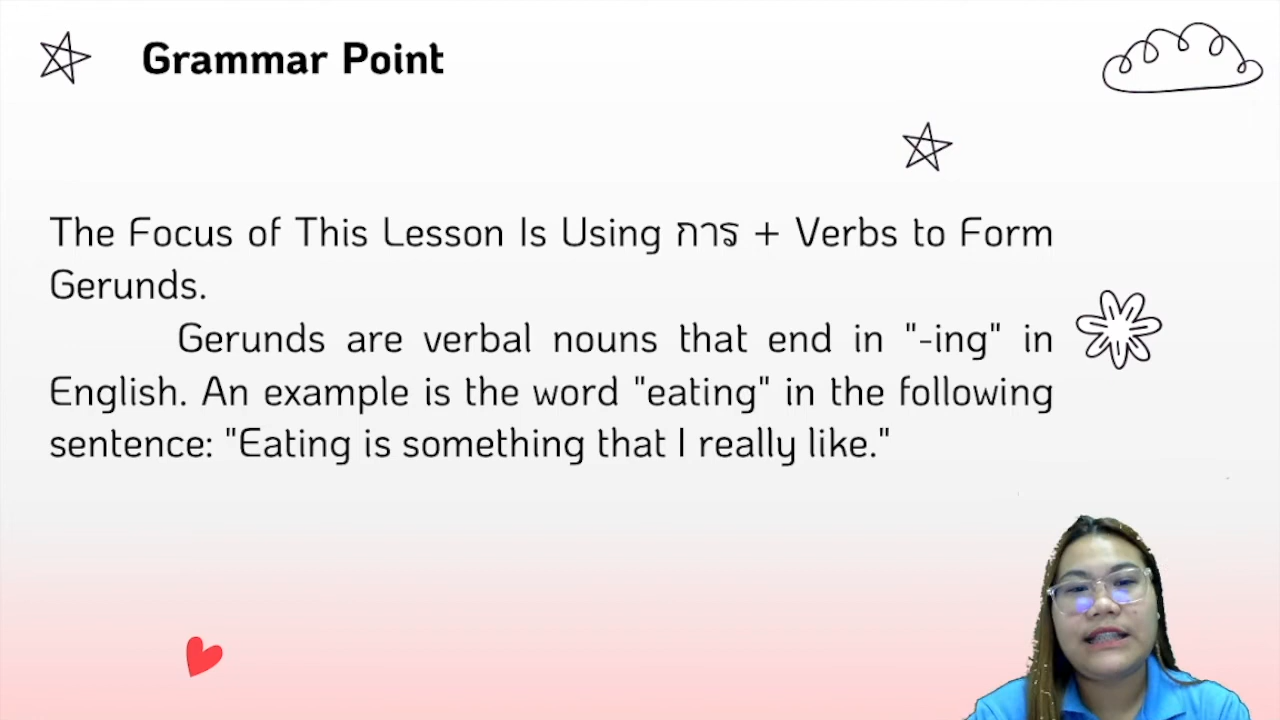 Grammar Point
The Focus of This Lesson Is Using การ + Verbs to Form
Gerunds.
Gerunds are verbal nouns that end in "-ing" in
English. An example is the word "eating" in the following
sentence: "Eating is something that I really like."